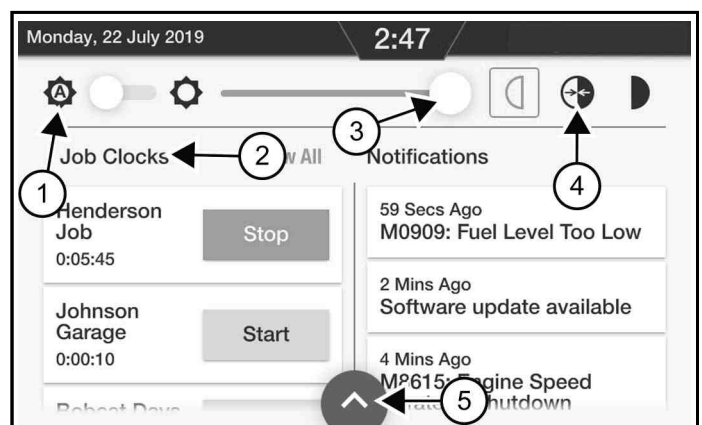 Monday, 22 July 2019
2:47
A
3
1
Job Clocks
2
All
Notifications
4
Henderson
Job
0:05:45
Stop
59 Secs Ago
M0909: Fuel Level Too Low
2 Mins Ago
Software update available
Johnson
Garage
0:00:10
Start
4 Mins Ago
M8615: Engine Speed
5